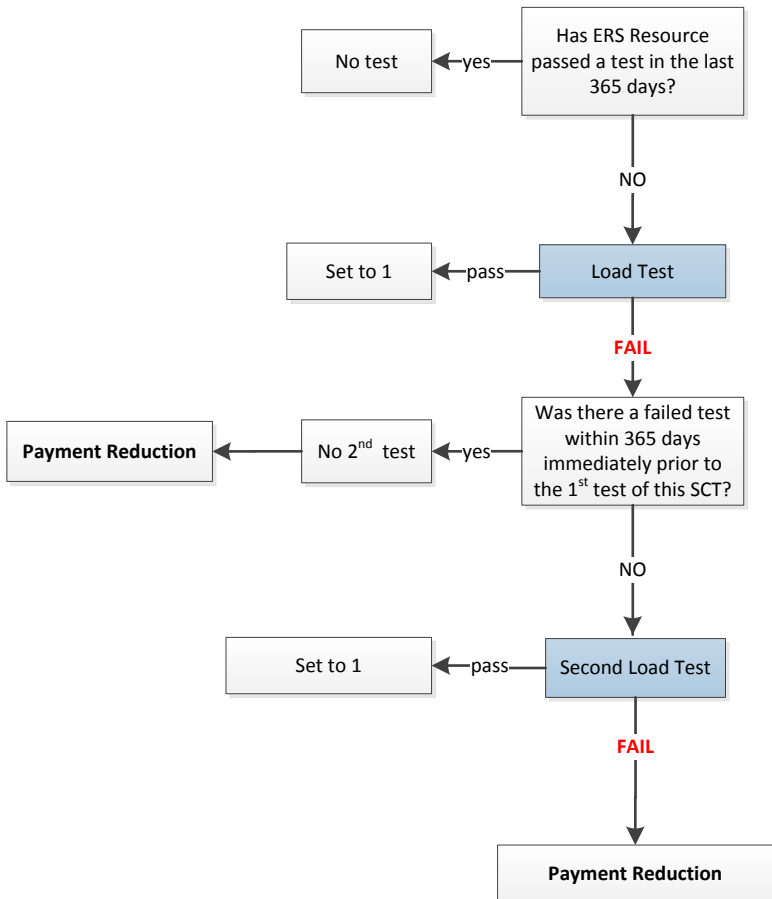 Has ERS Resource
passed a test in the last
365 days?
yes
No test
NO
Load Test
pass
Set to 1
FAIL
Was there a failed test
within 365 days
immediately prior to
the 1st test of this SCT?
yes
No 2nd test
Payment Reduction
NO
Second Load Test
pass
Set to 1
FAIL
Payment Reduction